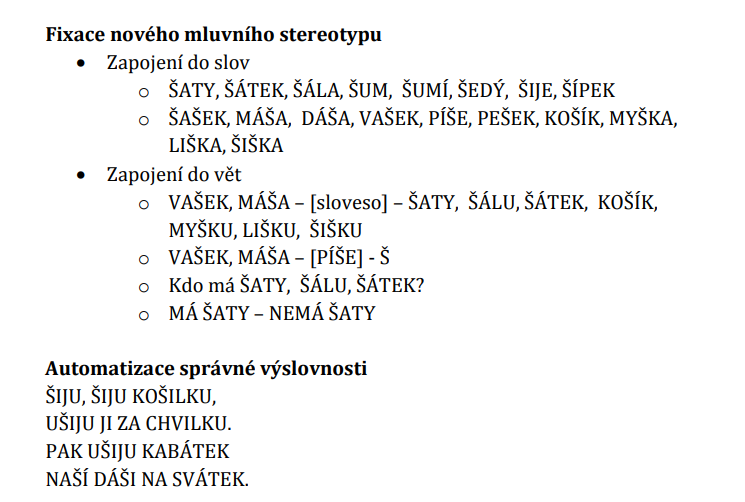 Fixace nového mluvního stereotypu
• Zapojení do slov
o ŠATY, ŠÁTEK, ŠÁLA, ŠUM, ŠUMÍ, ŠEDÝ, ŠIJE, ŠÍPEK
o ŠAŠEK, MÁŠA, DÁŠA, VAŠEK, PÍŠE, PEŠEK, KOŠÍK, MYŠKA,
LIŠKA, ŠIŠKA
• Zapojení do vět
o VAŠEK, MÁŠA – [sloveso] – ŠATY, ŠÁLU, ŠÁTEK, KOŠÍK,
MYŠKU, LIŠKU, ŠIŠKU
o VAŠEK, MÁŠA – [PÍŠE] - Š
o Kdo má ŠATY, ŠÁLU, ŠÁTEK?
o MÁ ŠATY – NEMÁ ŠATY
Automatizace správné výslovnosti
ŠIJU, ŠIJU KOŠILKU,
UŠIJU JI ZA CHVILKU.
PAK UŠIJU KABÁTEK
NAŠÍ DÁŠI NA SVÁTEK.